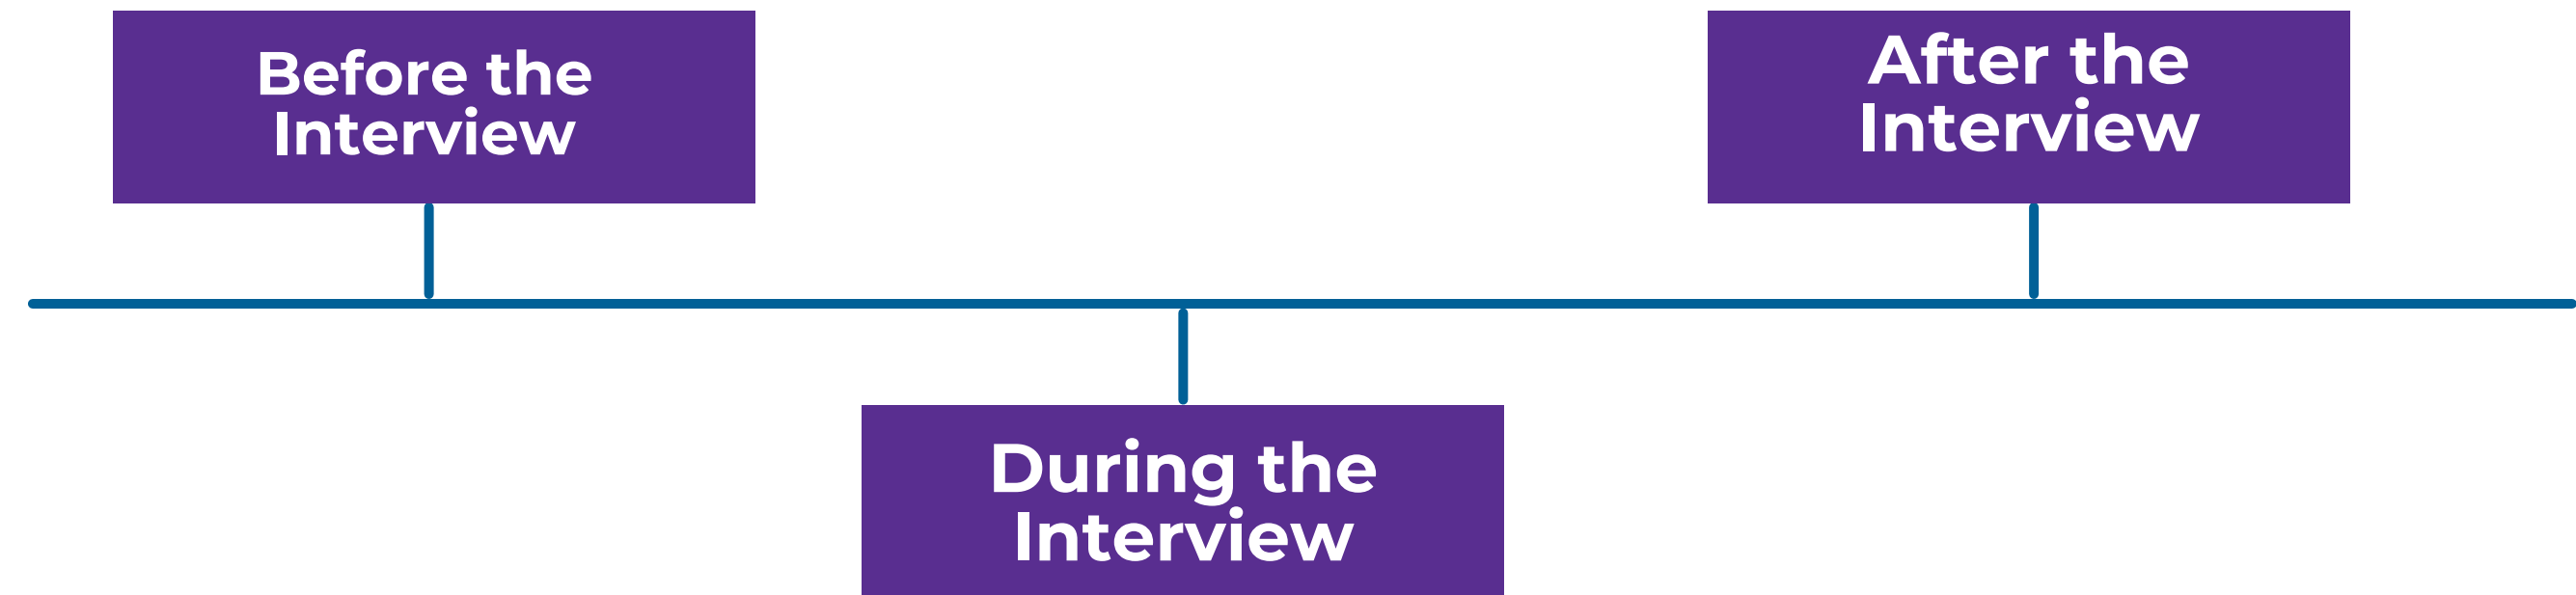 Before the
Interview
During the
Interview
After the
Interview